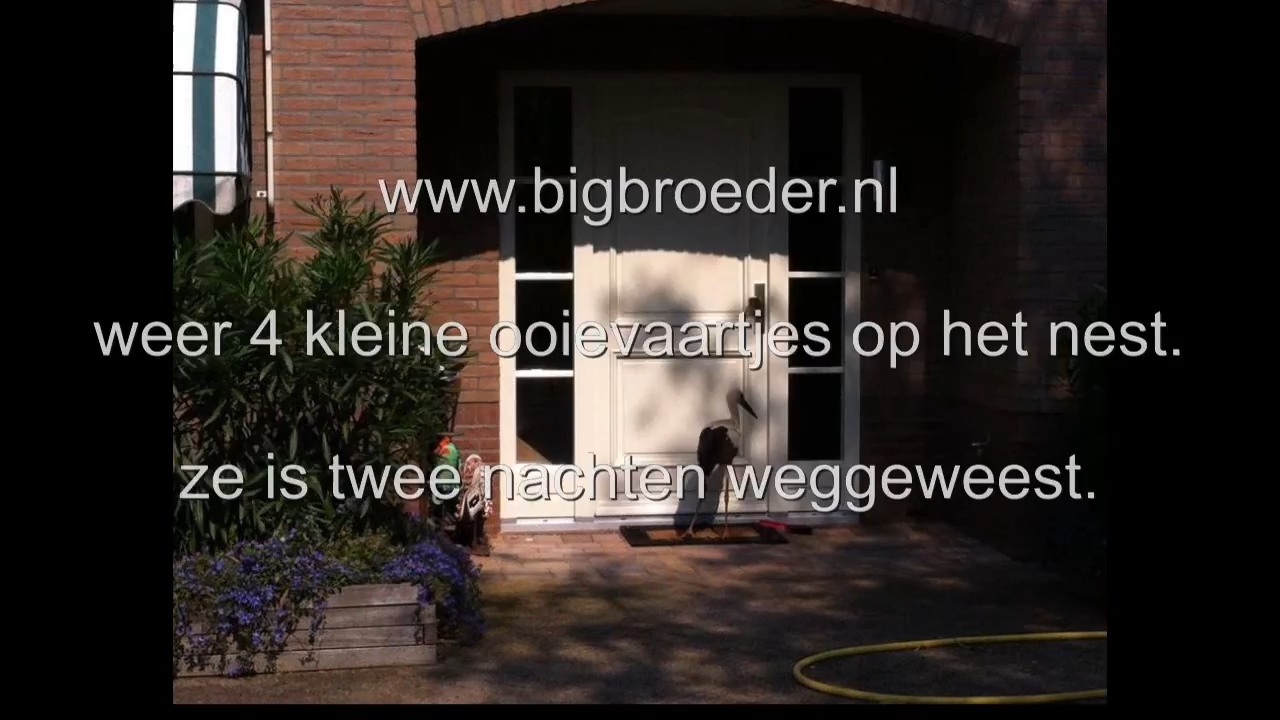 www.bigbroeder.nl
weer 4 kleine ooievaartjes op het nest.
ze is twee nachten weggeweest.